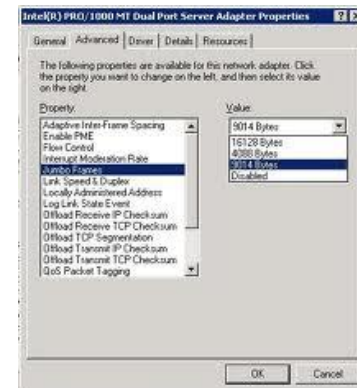 Intel(R) PRO/1000 MT Dual Port Server Adapter Properties
General Advanced Driver Details Resources
The following properties are available for this network adapter. Click
the property you want to change on the left, and then select its value
on the right.
Property:
Value:
Adaptive Inter-Frame Spacing
Enable PME
Flow Control
Interrupt Moderation Rate
Jumbo Frames
Link Speed & Duplex
Locally Administered Address
Log Link State Event
Offload Receive IP Checksum
Offload Receive TCP Checksum
Offload TCP Segmentation
Offload Transmit IP Checksum
Offload Transmit TCP Checksum
QoS Packet Tagging
9014 Bytes
16128 Bytes
4088 Bytes
9014 Bytes
Disabled
OK Cancel